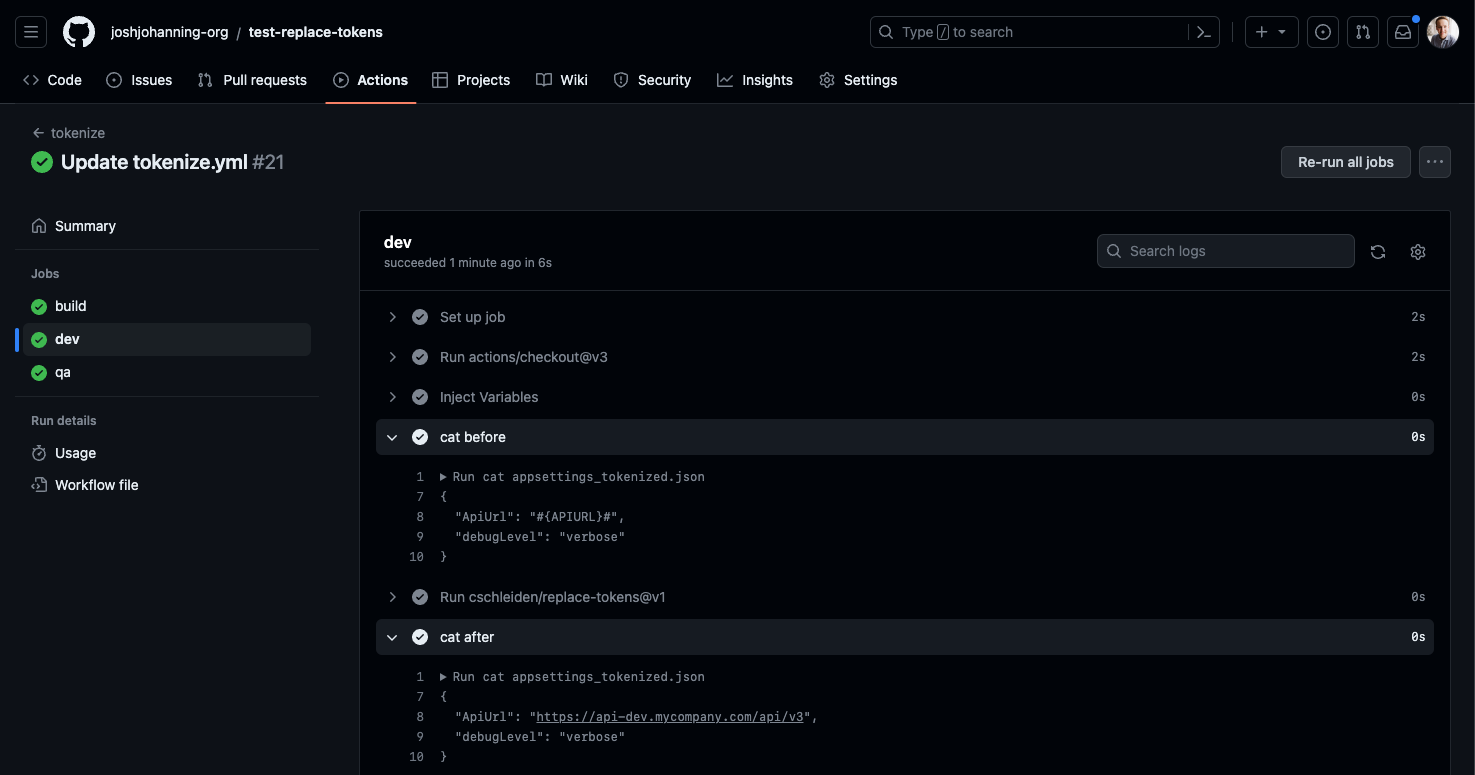 joshjohanning-org / test-replace-tokens
Type / to search
Code Issues Pull requests Actions Projects Wiki Security Insights Settings
← tokenize
Update tokenize.yml #21
Re-run all jobs
Summary
Jobs
build
dev
qa
Run details
Usage
Workflow file
dev
succeeded 1 minute ago in 6s
Search logs
Set up job 2s
Run actions/checkout@v3 2s
Inject Variables 0s
cat before 0s
1 ▶ Run cat appsettings_tokenized.json
7 {
8 "ApiUrl": "#{APIURL}#",
9 "debugLevel": "verbose"
10 }
Run cschleiden/replace-tokens@v1 0s
cat after 0s
1 ▶ Run cat appsettings_tokenized.json
7 {
8 "ApiUrl": "https://api-dev.mycompany.com/api/v3",
9 "debugLevel": "verbose"
10 }